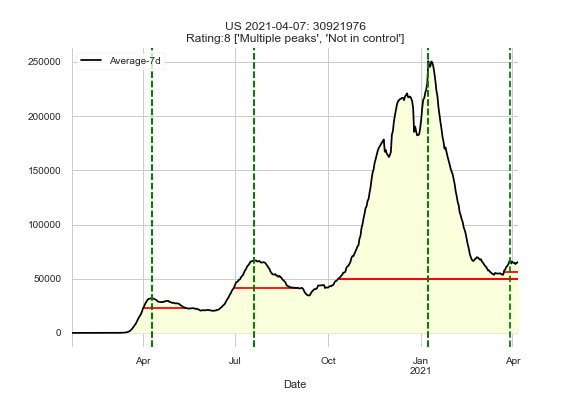 US 2021-04-07: 30921976
Rating:8 ['Multiple peaks', 'Not in control']
Average-7d
250000
200000
150000
100000
50000
0
Apr Jul Oct Jan Apr
2021
Date